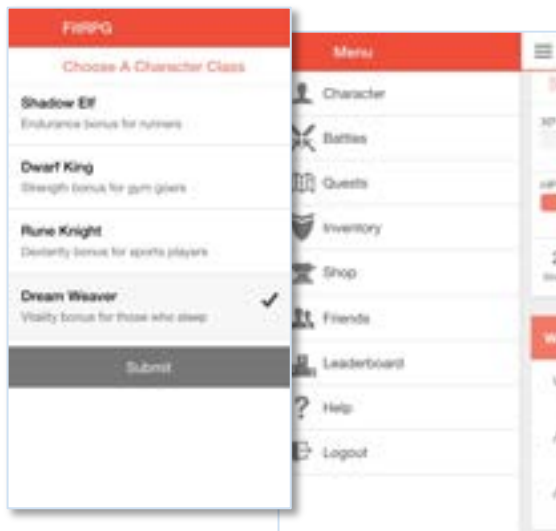 FitRPG
Choose A Character Class
Shadow Elf
Endurance bonus for runners
Dwarf King
Strength bonus for gym goers
Rune Knight
Dexterity bonus for sports players
Dream Weaver
Vitality bonus for those who sleep
Submit
Menu
Character
Battles
Quests
Inventory
Shop
Friends
Leaderboard
Help
Logout